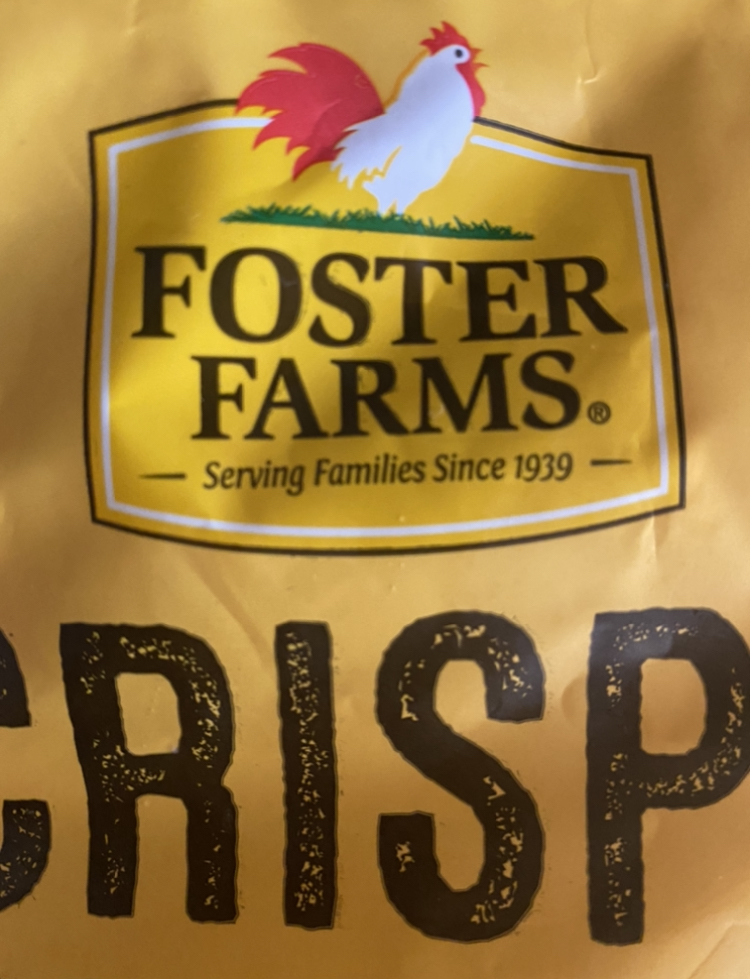 FOSTER
FARMS®
— Serving Families Since 1939 —
CRISP